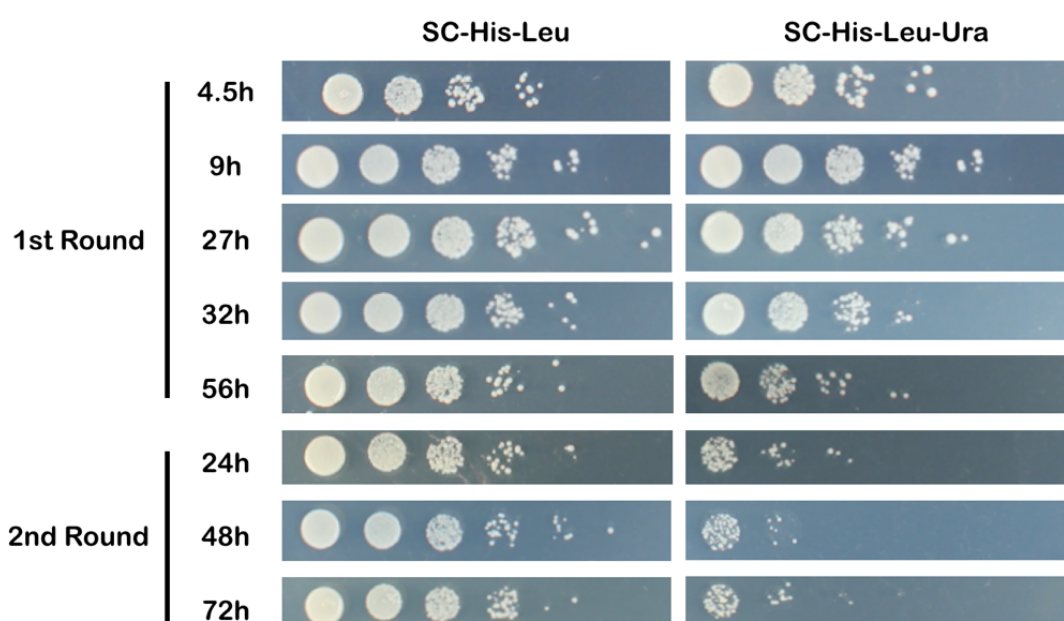 SC-His-Leu
SC-His-Leu-Ura
4.5h
9h
1st Round
27h
32h
56h
24h
2nd Round
48h
72h